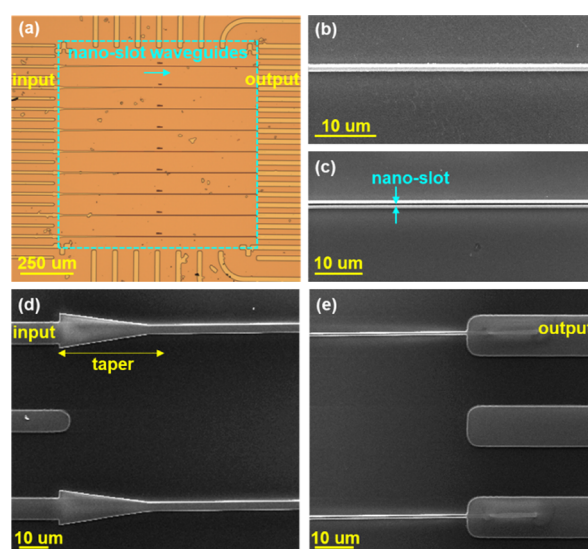 (a)
nano-slot waveguides
input
output
250 um
(b)
10 um
(c)
nano-slot
10 um
(d)
input
taper
10 um
(e)
output
10 um